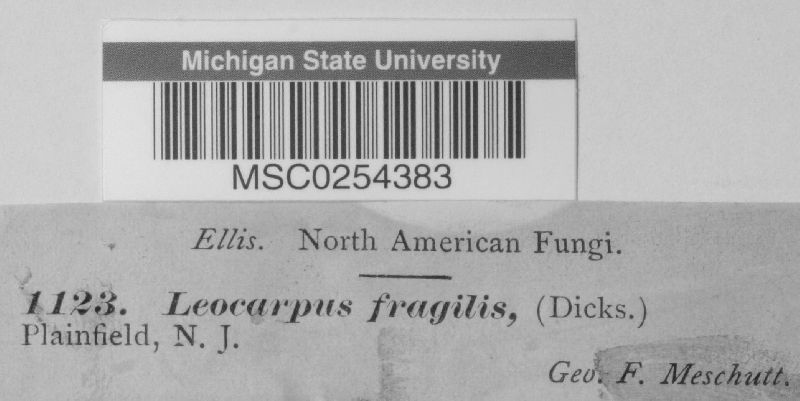 Michigan State University
MSC0254383
Ellis. North American Fungi.
1123. Leocarpus fragilis, (Dicks.)
Plainfield, N. J.
Geo. F. Meschutt.